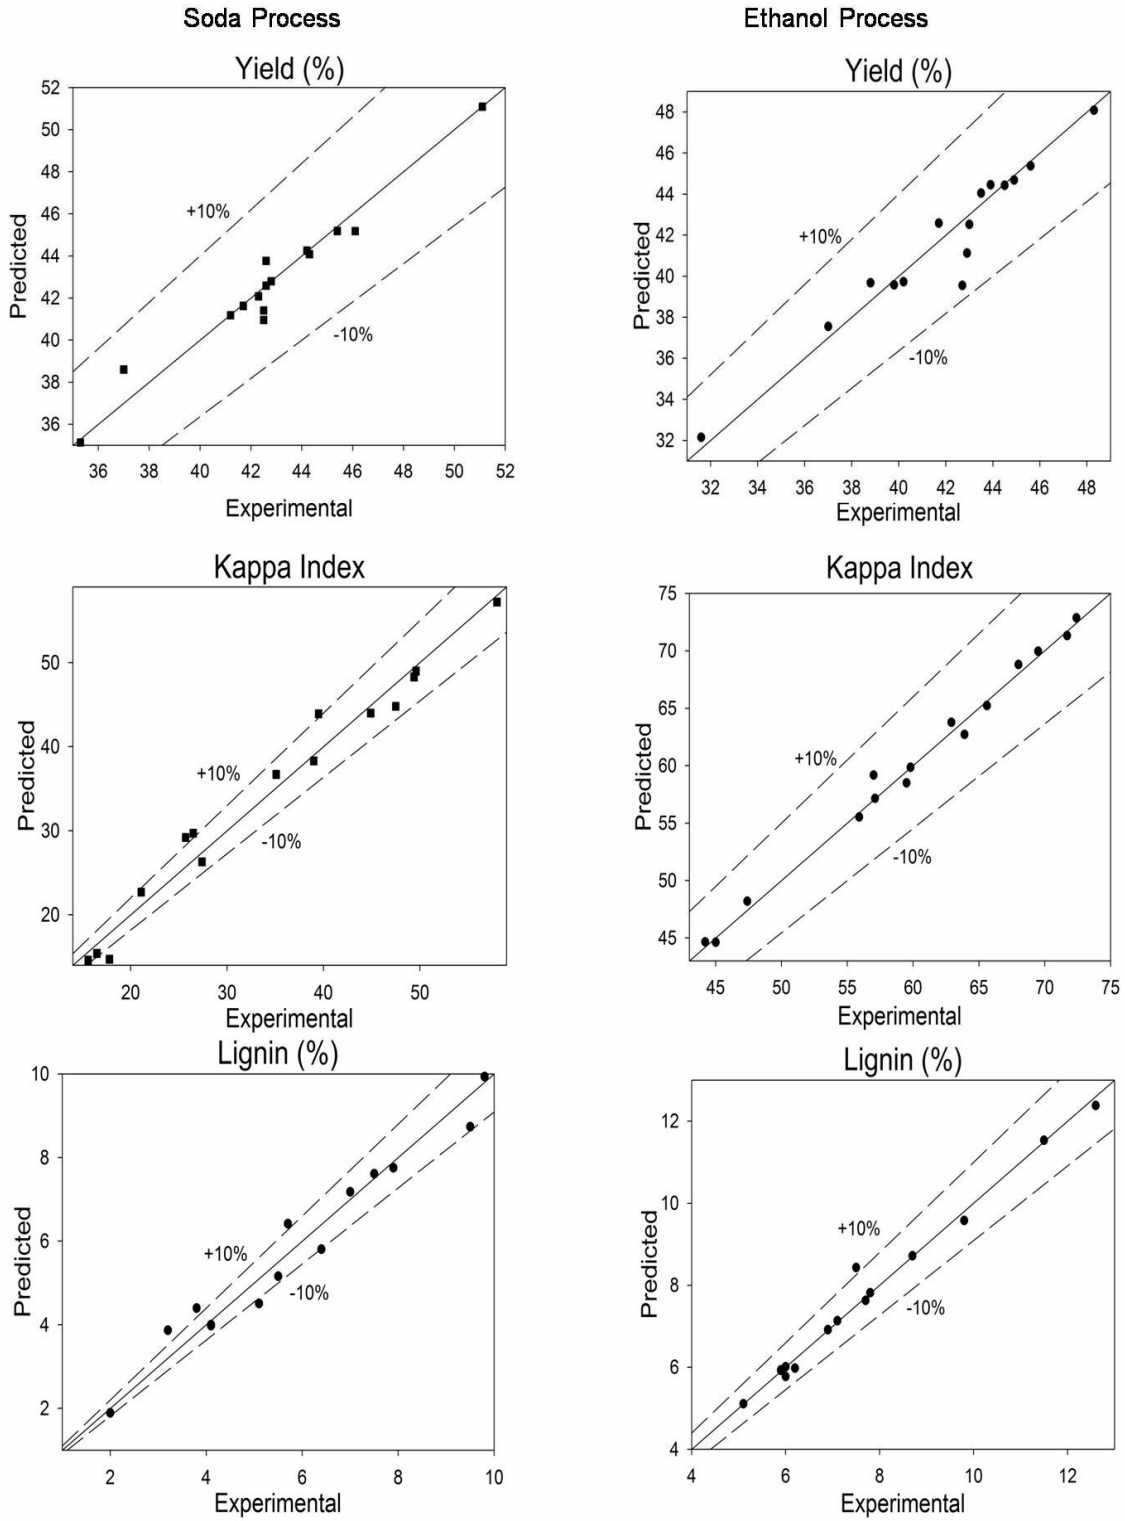 Soda Process
Ethanol Process
Yield (%)
52
50
48
46
44
42
40
38
36
Predicted
+10%
-10%
36 38 40 42 44 46 48 50 52
Experimental
Yield (%)
48
46
44
42
40
38
36
34
32
Predicted
+10%
-10%
32 34 36 38 40 42 44 46 48
Experimental
Kappa Index
50
40
30
20
Predicted
+10%
-10%
20 30 40 50
Experimental
Kappa Index
75
70
65
60
55
50
45
Predicted
+10%
-10%
45 50 55 60 65 70 75
Experimental
Lignin (%)
10
8
6
4
2
Predicted
+10%
-10%
2 4 6 8 10
Experimental
Lignin (%)
12
10
8
6
4
Predicted
+10%
-10%
4 6 8 10 12
Experimental